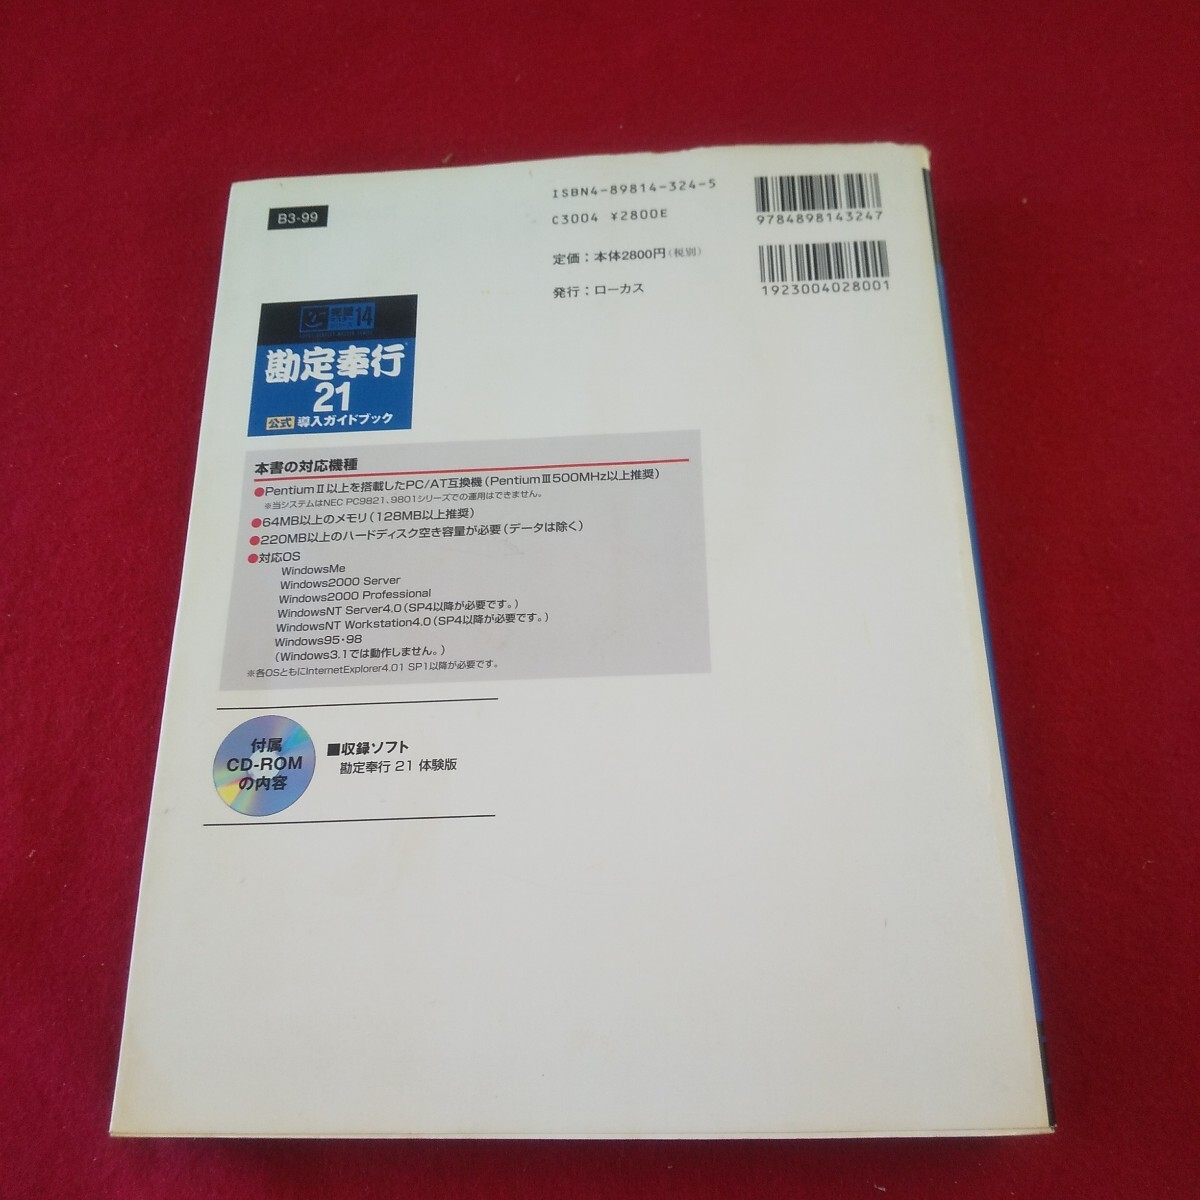 B3-99
ISBN4-89814-324-5
C3004 ¥2800E
定価：本体2800円（税別）
発行：ローカス
9784898143247
1923004028001
14
勘定奉行
21
公式 導入ガイドブック
本書の対応機種
●PentiumⅡ以上を搭載したPC/AT互換機（PentiumⅢ500MHz以上推奨）
※当システムはNEC PC9821、9801シリーズでの運用はできません。
●64MB以上のメモリ（128MB以上推奨）
●220MB以上のハードディスク空き容量が必要（データは除く）
●対応OS
WindowsMe
Windows2000 Server
Windows2000 Professional
WindowsNT Server4.0（SP4以降が必要です。）
WindowsNT Workstation4.0（SP4以降が必要です。）
Windows95・98
（Windows3.1では動作しません。）
※各OSともにInternetExplorer4.01 SP1以降が必要です。
付属
CD-ROM
の内容
■収録ソフト
勘定奉行 21 体験版